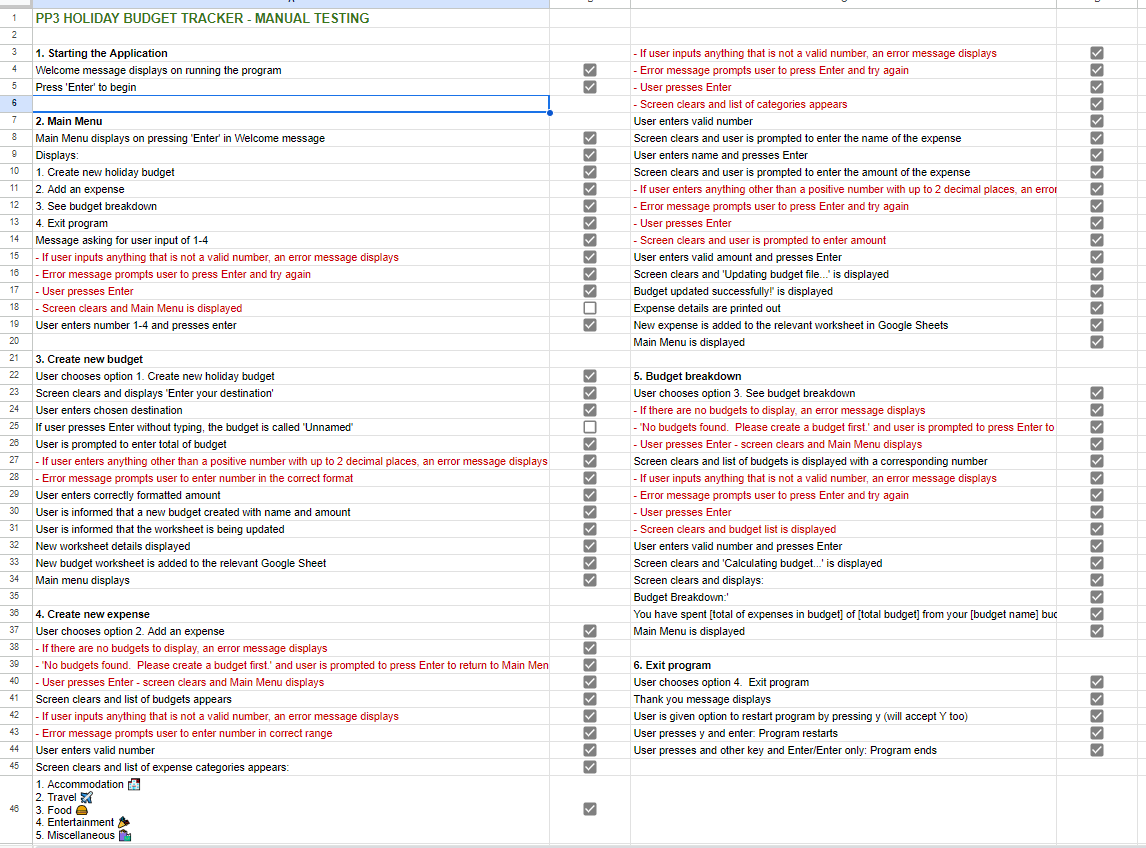 1 PP3 HOLIDAY BUDGET TRACKER - MANUAL TESTING
2
3 1. Starting the Application
4 Welcome message displays on running the program
5 Press 'Enter' to begin
6
7 2. Main Menu
8 Main Menu displays on pressing 'Enter' in Welcome message
9 Displays:
10 1. Create new holiday budget
11 2. Add an expense
12 3. See budget breakdown
13 4. Exit program
14 Message asking for user input of 1-4
15 - If user inputs anything that is not a valid number, an error message displays
16 - Error message prompts user to press Enter and try again
17 - User presses Enter
18 - Screen clears and Main Menu is displayed
19 User enters number 1-4 and presses enter
20
21 3. Create new budget
22 User chooses option 1. Create new holiday budget
23 Screen clears and displays 'Enter your destination'
24 User enters chosen destination
25 If user presses Enter without typing, the budget is called 'Unnamed'
26 User is prompted to enter total of budget
27 - If user enters anything other than a positive number with up to 2 decimal places, an error message displays
28 - Error message prompts user to enter number in the correct format
29 User enters correctly formatted amount
30 User is informed that a new budget created with name and amount
31 User is informed that the worksheet is being updated
32 New worksheet details displayed
33 New budget worksheet is added to the relevant Google Sheet
34 Main menu displays
35
36 4. Create new expense
37 User chooses option 2. Add an expense
38 - If there are no budgets to display, an error message displays
39 - 'No budgets found. Please create a budget first.' and user is prompted to press Enter to return to Main Men
40 - User presses Enter - screen clears and Main Menu displays
41 Screen clears and list of budgets appears
42 - If user inputs anything that is not a valid number, an error message displays
43 - Error message prompts user to enter number in correct range
44 User enters valid number
45 Screen clears and list of expense categories appears:
46 1. Accommodation 🏨
2. Travel ✈️
3. Food 🍔
4. Entertainment 🎉
5. Miscellaneous 🛍️
- If user inputs anything that is not a valid number, an error message displays
- Error message prompts user to press Enter and try again
- User presses Enter
- Screen clears and list of categories appears
User enters valid number
Screen clears and user is prompted to enter the name of the expense
User enters name and presses Enter
Screen clears and user is prompted to enter the amount of the expense
- If user enters anything other than a positive number with up to 2 decimal places, an error
- Error message prompts user to press Enter and try again
- User presses Enter
- Screen clears and user is prompted to enter amount
User enters valid amount and presses Enter
Screen clears and 'Updating budget file...' is displayed
Budget updated successfully!' is displayed
Expense details are printed out
New expense is added to the relevant worksheet in Google Sheets
Main Menu is displayed
5. Budget breakdown
User chooses option 3. See budget breakdown
- If there are no budgets to display, an error message displays
- 'No budgets found. Please create a budget first.' and user is prompted to press Enter to
- User presses Enter - screen clears and Main Menu displays
Screen clears and list of budgets is displayed with a corresponding number
- If user inputs anything that is not a valid number, an error message displays
- Error message prompts user to press Enter and try again
- User presses Enter
- Screen clears and budget list is displayed
User enters valid number and presses Enter
Screen clears and 'Calculating budget...' is displayed
Screen clears and displays:
Budget Breakdown:'
You have spent [total of expenses in budget] of [total budget] from your [budget name] bud
Main Menu is displayed
6. Exit program
User chooses option 4. Exit program
Thank you message displays
User is given option to restart program by pressing y (will accept Y too)
User presses y and enter: Program restarts
User presses and other key and Enter/Enter only: Program ends